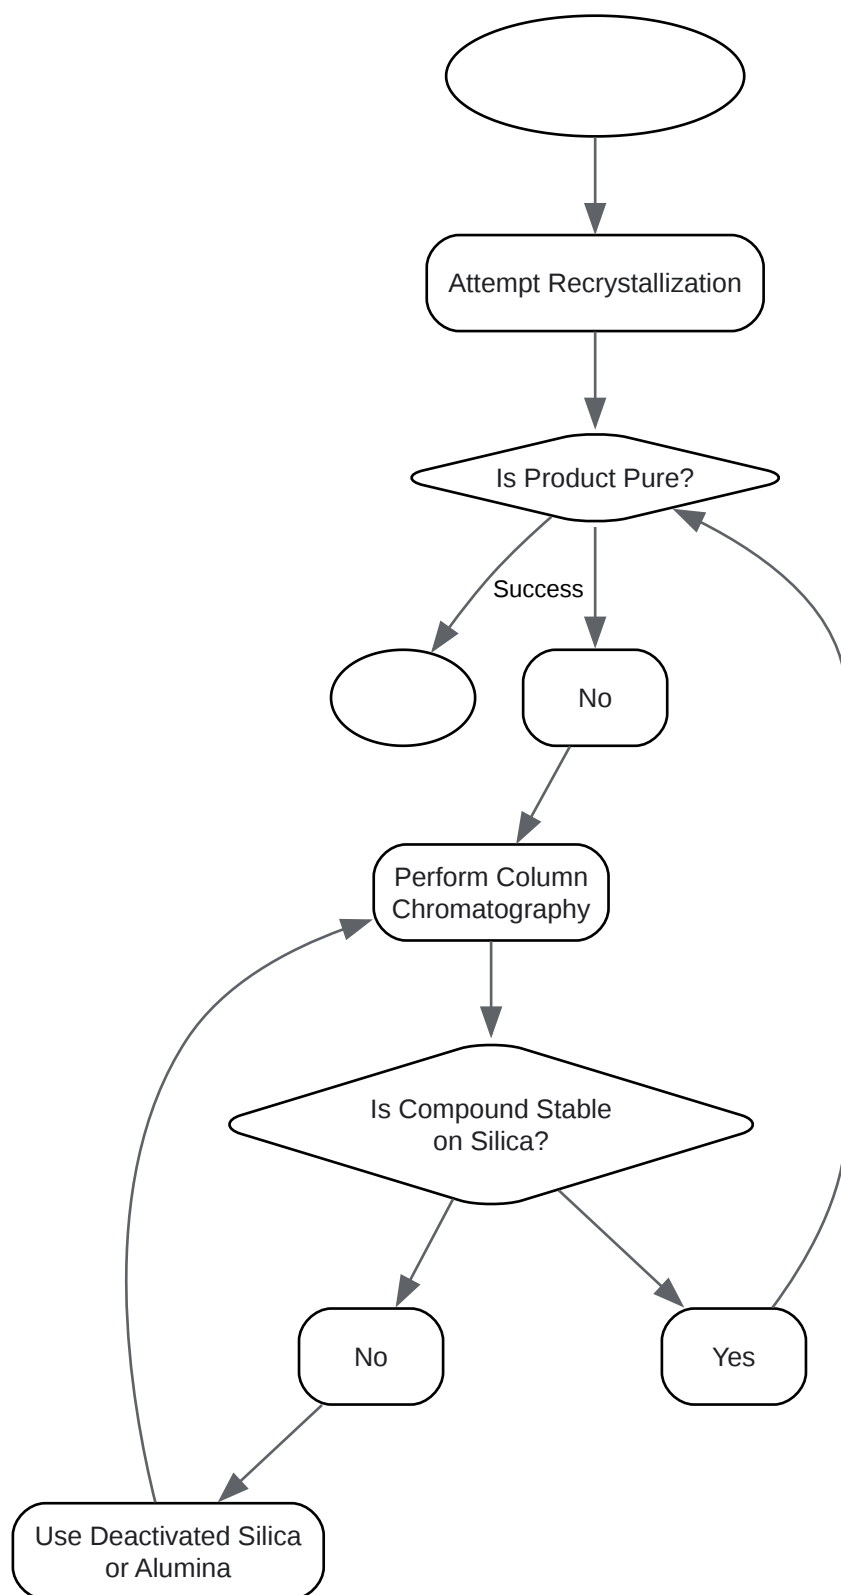 Attempt Recrystallization
Is Product Pure?
Success
No
Perform Column
Chromatography
Is Compound Stable
on Silica?
No
Yes
Use Deactivated Silica
or Alumina